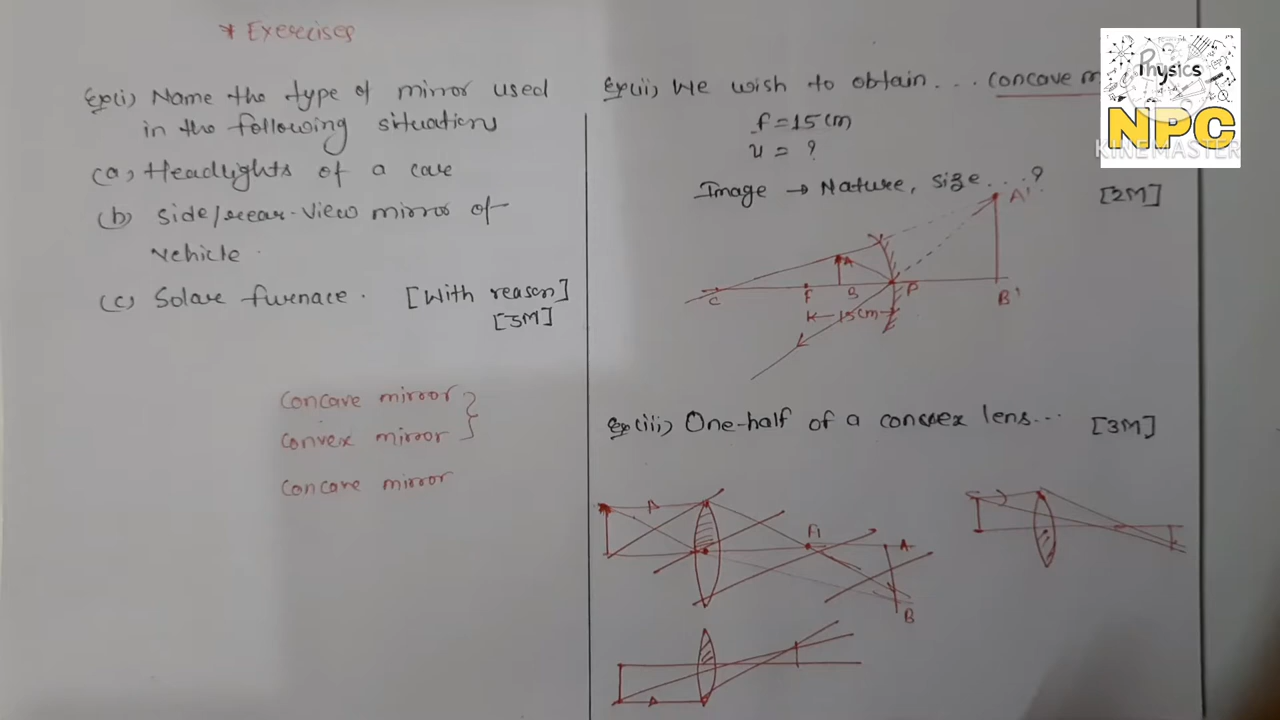 * Exercises
Ex(i) Name the type of mirror used
in the following situations
(a) Headlights of a car
(b) side/rear-view mirror of
vehicle.
(c) Solar furnace. [With reason]
[3M]
Concave mirror
Convex mirror
Concave mirror
Ex(ii) We wish to obtain... concave m
f = 15 cm
u = ?
Image → Nature, size...?
[2M]
A'
A
C F B P B'
15 cm
Ex(iii) One-half of a convex lens...
[3M]
F1
A
B
Physics
NPC
KINEMASTER